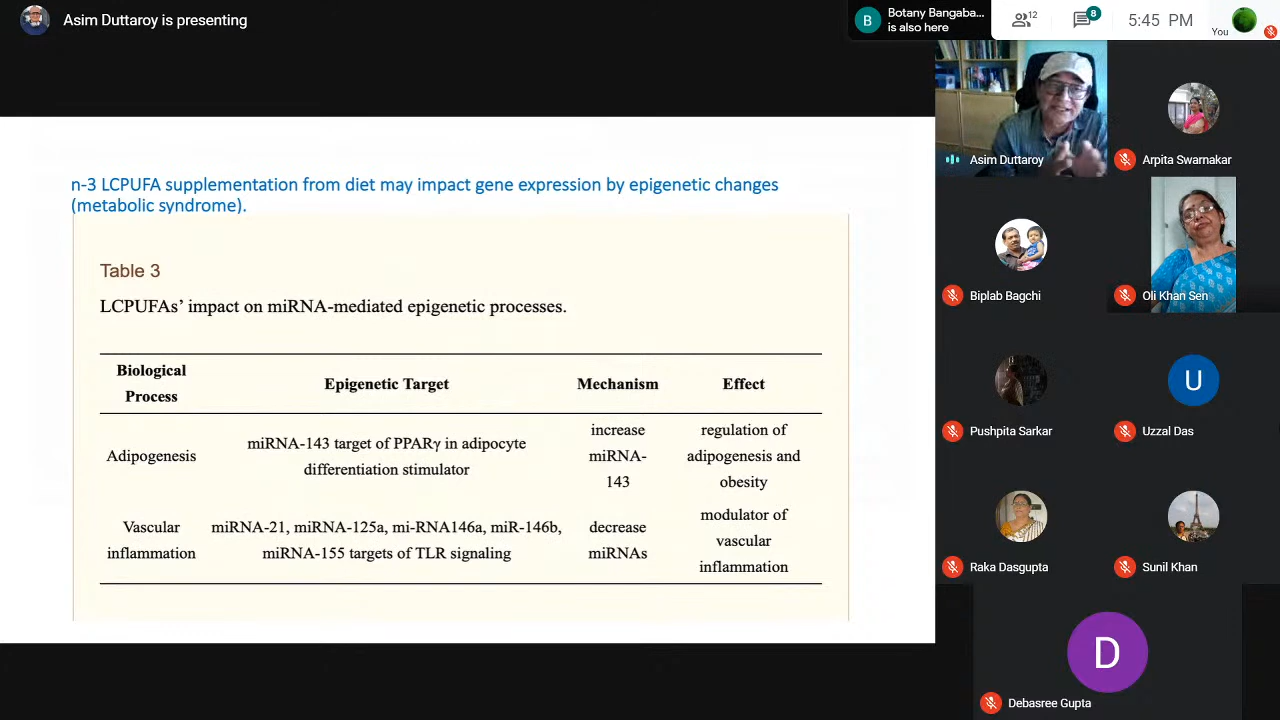 Asim Duttaroy is presenting
B
Botany Bangaba...
is also here
12
8
5:45 PM
You
n-3 LCPUFA supplementation from diet may impact gene expression by epigenetic changes
(metabolic syndrome).
Table 3
LCPUFAs' impact on miRNA-mediated epigenetic processes.
Biological
Process
Epigenetic Target
Mechanism
Effect
Adipogenesis
miRNA-143 target of PPARγ in adipocyte
differentiation stimulator
increase
miRNA-
143
regulation of
adipogenesis and
obesity
Vascular
inflammation
miRNA-21, miRNA-125a, mi-RNA146a, miR-146b,
miRNA-155 targets of TLR signaling
decrease
miRNAs
modulator of
vascular
inflammation
Asim Duttaroy
Arpita Swarnakar
Biplab Bagchi
Oli Khan Sen
Pushpita Sarkar
U
Uzzal Das
Raka Dasgupta
Sunil Khan
D
Debasree Gupta